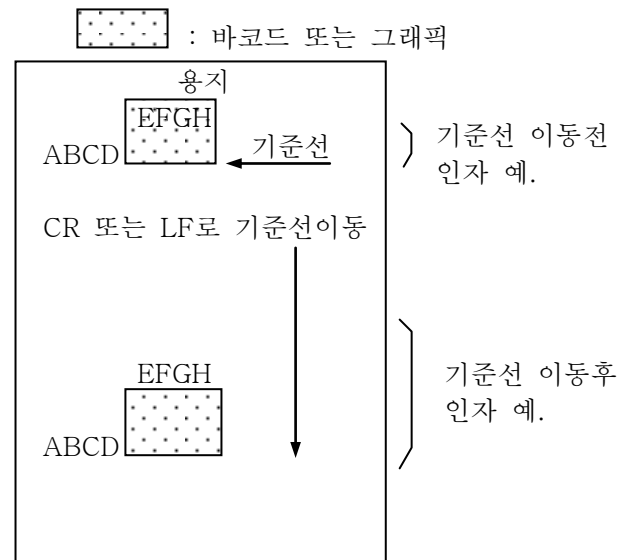 : 바코드 또는 그래픽
용지
EFGH
ABCD
기준선
기준선 이동전
인자 예.
CR 또는 LF로 기준선이동
EFGH
ABCD
기준선 이동후
인자 예.